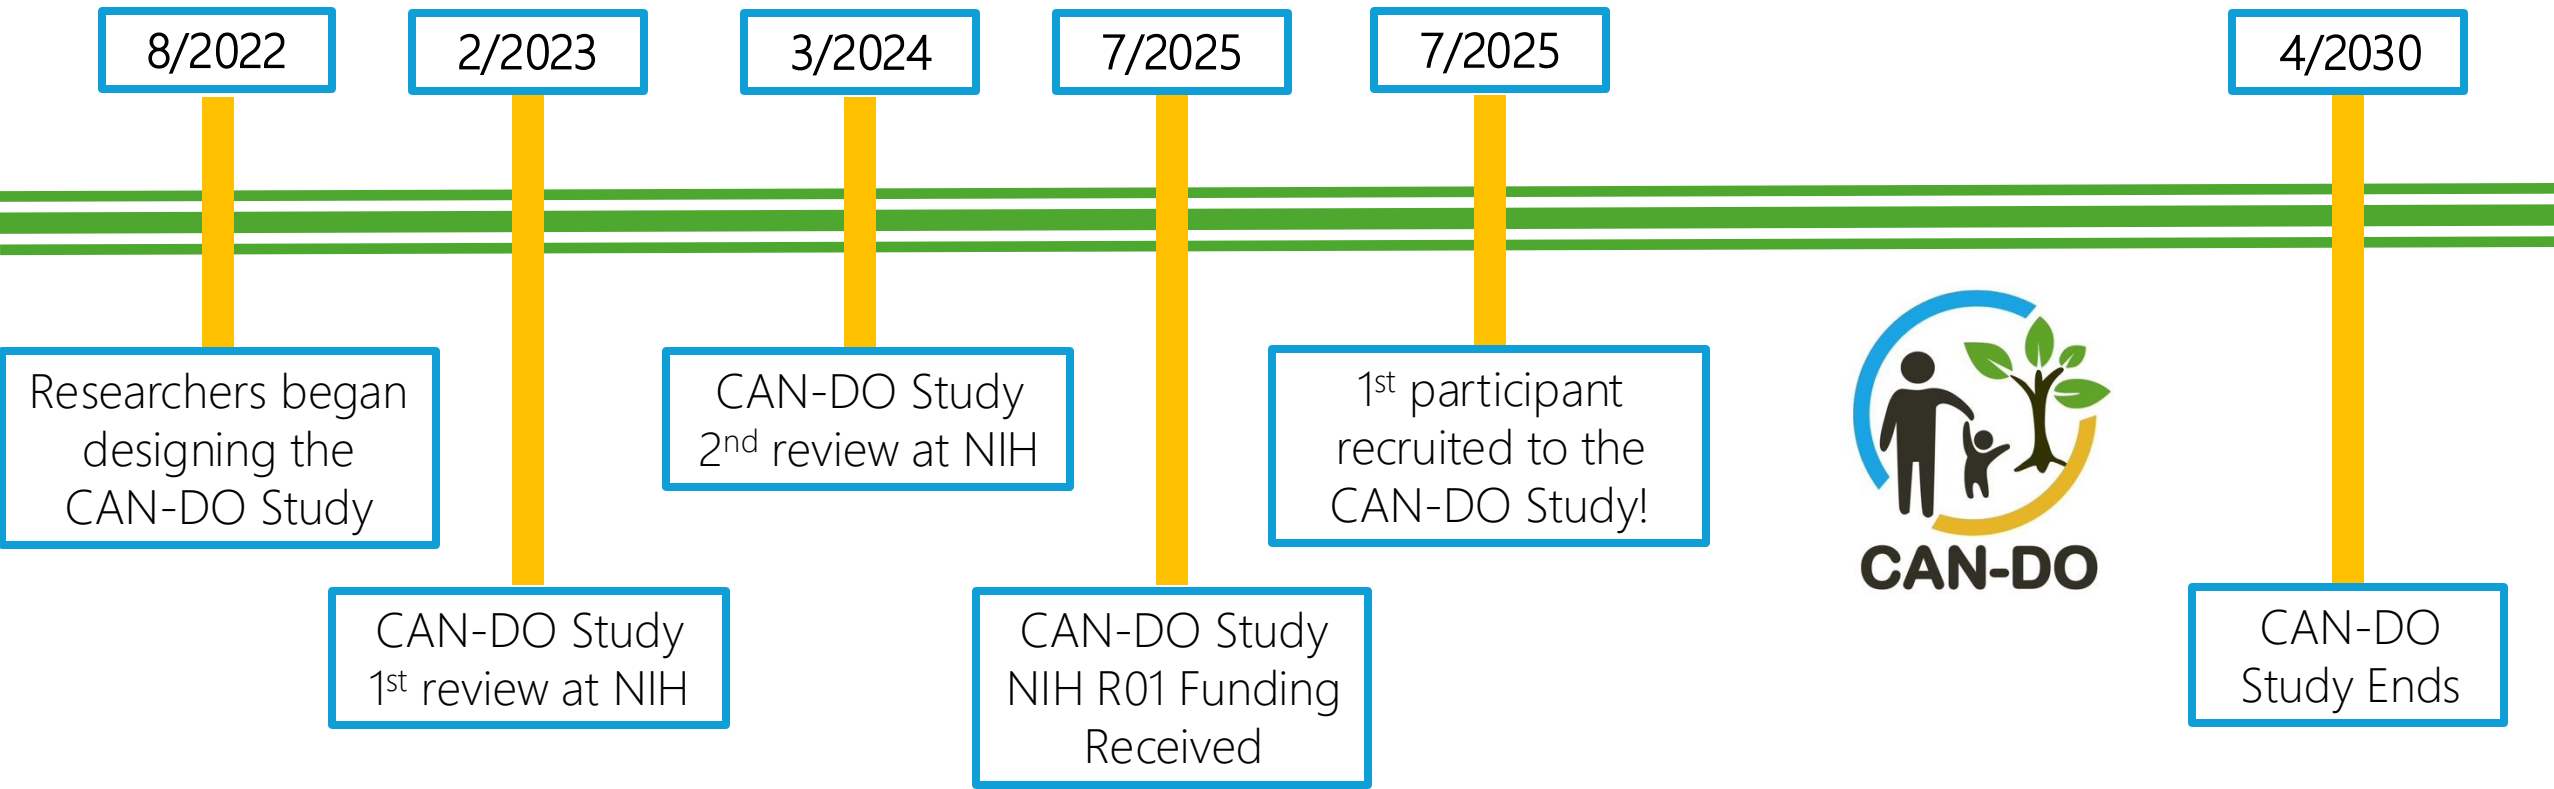 8/2022
2/2023
3/2024
7/2025
7/2025
4/2030
Researchers began
designing the
CAN-DO Study
CAN-DO Study
1st review at NIH
CAN-DO Study
2nd review at NIH
CAN-DO Study
NIH R01 Funding
Received
1st participant
recruited to the
CAN-DO Study!
CAN-DO
CAN-DO
Study Ends